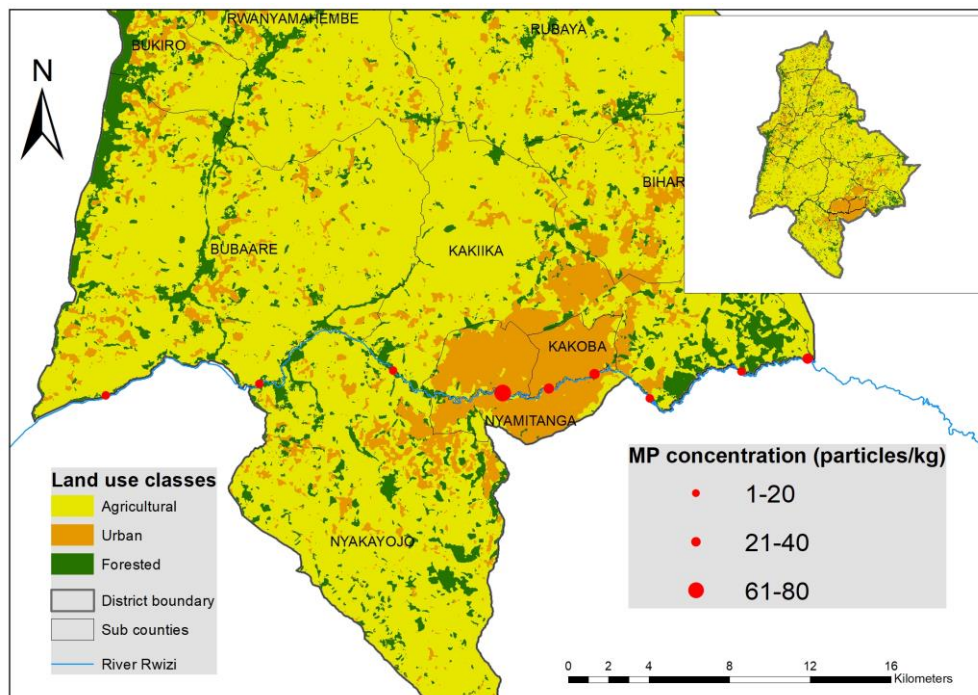 RWANYAMAHEMBE
RUBAYA
BUKIRO
N
BIHAR
BUBAARE
KAKIIKA
KAKOBA
NYAMITANGA
NYAKAYOJO
Land use classes
Agricultural
Urban
Forested
District boundary
Sub counties
River Rwizi
MP concentration (particles/kg)
1-20
21-40
61-80
0 2 4 8 12 16
Kilometers